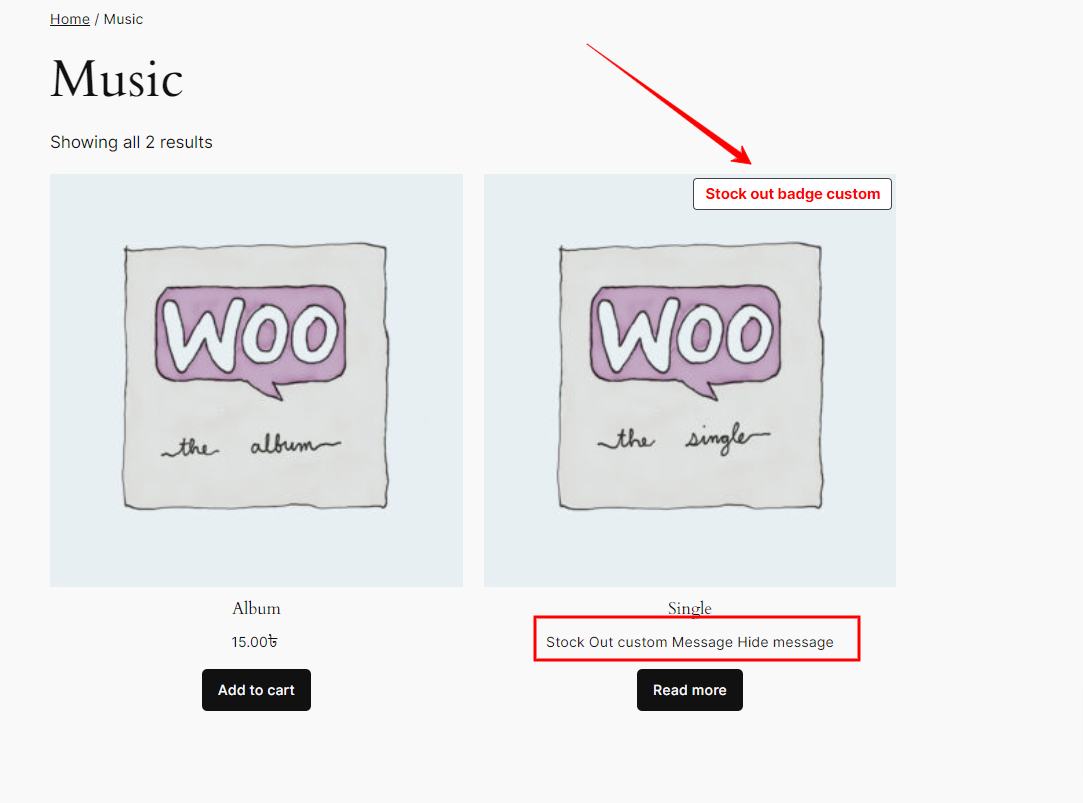 Home / Music
Music
Showing all 2 results
Stock out badge custom
WOO
the album
WOO
the single
Album
Single
15.00৳
Stock Out custom Message Hide message
Add to cart
Read more